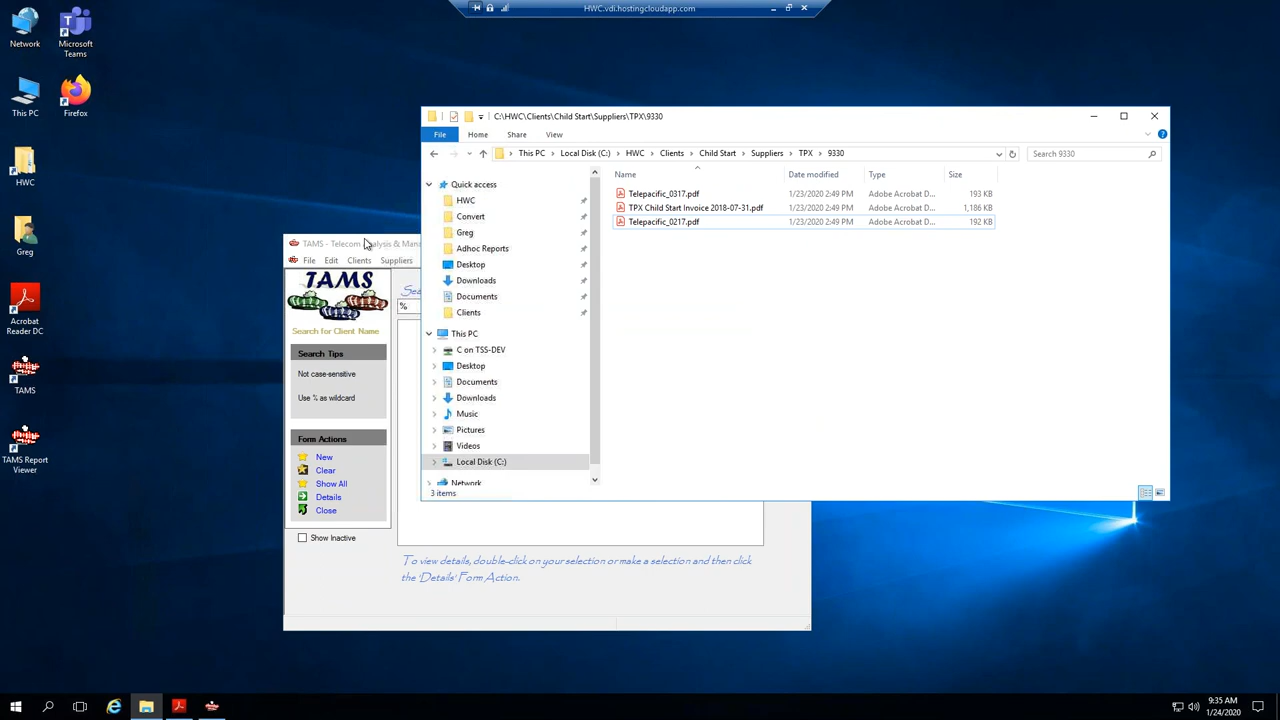 HWC.vdi.hostingcloudapp.com
Network
Microsoft
Teams
This PC
Firefox
HWC
Greg
Acrobat
Reader DC
TAMS
TAMS Report
Viewer
C:\HWC\Clients\Child Start\Suppliers\TPX\9330
File Home Share View
This PC Local Disk (C:) HWC Clients Child Start Suppliers TPX 9330
Search 9330
Name Date modified Type Size
Telepacific_0317.pdf 1/23/2020 2:49 PM Adobe Acrobat D... 193 KB
TPX Child Start Invoice 2018-07-31.pdf 1/23/2020 2:49 PM Adobe Acrobat D... 1,186 KB
Telepacific_0217.pdf 1/23/2020 2:49 PM Adobe Acrobat D... 192 KB
Quick access
HWC
Convert
Greg
Adhoc Reports
Desktop
Downloads
Documents
Clients
This PC
C on TSS-DEV
Desktop
Documents
Downloads
Music
Pictures
Videos
Local Disk (C:)
Network
3 items
TAMS - Telecom Analysis & Mana
File Edit Clients Suppliers
TAMS
Search for Client Name
Sea
%
Search Tips
Not case-sensitive
Use % as wildcard
Form Actions
New
Clear
Show All
Details
Close
Show Inactive
To view details, double-click on your selection or make a selection and then click
the 'Details' Form Action.
9:35 AM
1/24/2020